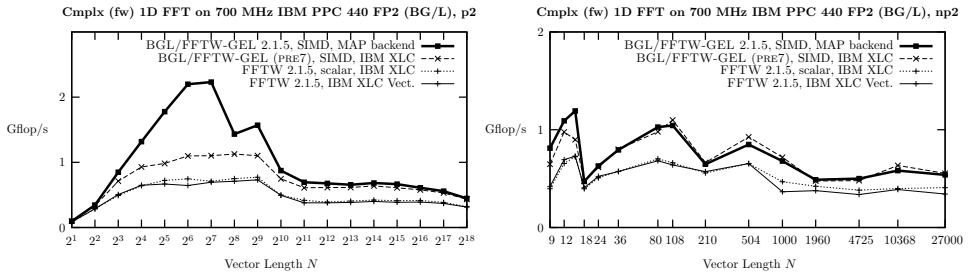 Cmplx (fw) 1D FFT on 700 MHz IBM PPC 440 FP2 (BG/L), p2
BGL/FFTW-GEL 2.1.5, SIMD, MAP backend
BGL/FFTW-GEL (PRE7), SIMD, IBM XLC
FFTW 2.1.5, scalar, IBM XLC
FFTW 2.1.5, IBM XLC Vect.
2
Gflop/s
1
0
2^1 2^2 2^3 2^4 2^5 2^6 2^7 2^8 2^9 2^10 2^11 2^12 2^13 2^14 2^15 2^16 2^17 2^18
Vector Length N
Cmplx (fw) 1D FFT on 700 MHz IBM PPC 440 FP2 (BG/L), np2
2
BGL/FFTW-GEL 2.1.5, SIMD, MAP backend
BGL/FFTW-GEL (PRE7), SIMD, IBM XLC
FFTW 2.1.5, scalar, IBM XLC
FFTW 2.1.5, IBM XLC Vect.
Gflop/s
1
0
9 12 18 24 36 80 108 210 504 1000 1960 4725 10368 27000
Vector Length N